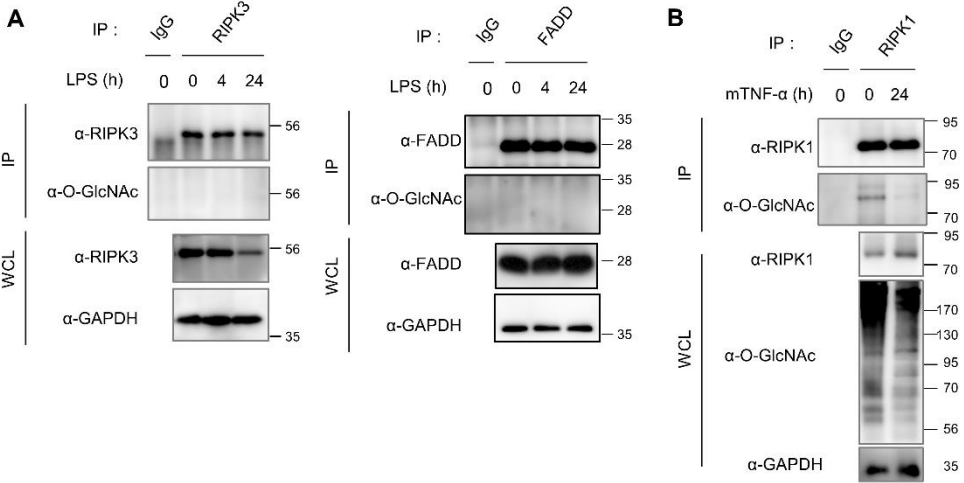 A
IP : IgG RIPK3
LPS (h) 0 0 4 24
IP
α-RIPK3 56
α-O-GlcNAc 56
WCL
α-RIPK3 56
α-GAPDH
35
IP : IgG FADD
LPS (h) 0 0 4 24
IP
35
α-FADD 28
35
α-O-GlcNAc
28
WCL
α-FADD 28
α-GAPDH 35
B
IP : IgG RIPK1
mTNF-α (h) 0 0 24
IP
95
α-RIPK1
70
95
α-O-GlcNAc
70
WCL
95
α-RIPK1
70
170
130
α-O-GlcNAc
95
70
56
α-GAPDH 35